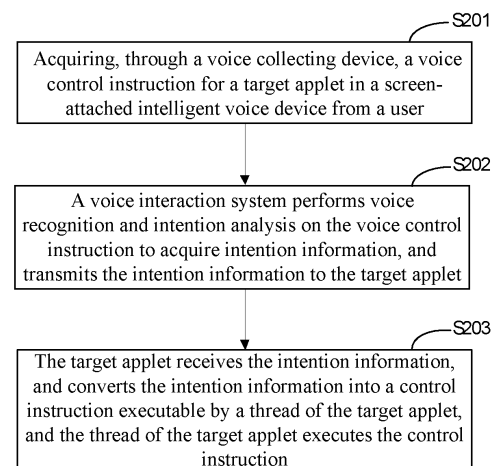 S201
Acquiring, through a voice collecting device, a voice
control instruction for a target applet in a screen-
attached intelligent voice device from a user
S202
A voice interaction system performs voice
recognition and intention analysis on the voice control
instruction to acquire intention information, and
transmits the intention information to the target applet
S203
The target applet receives the intention information,
and converts the intention information into a control
instruction executable by a thread of the target applet,
and the thread of the target applet executes the control
instruction